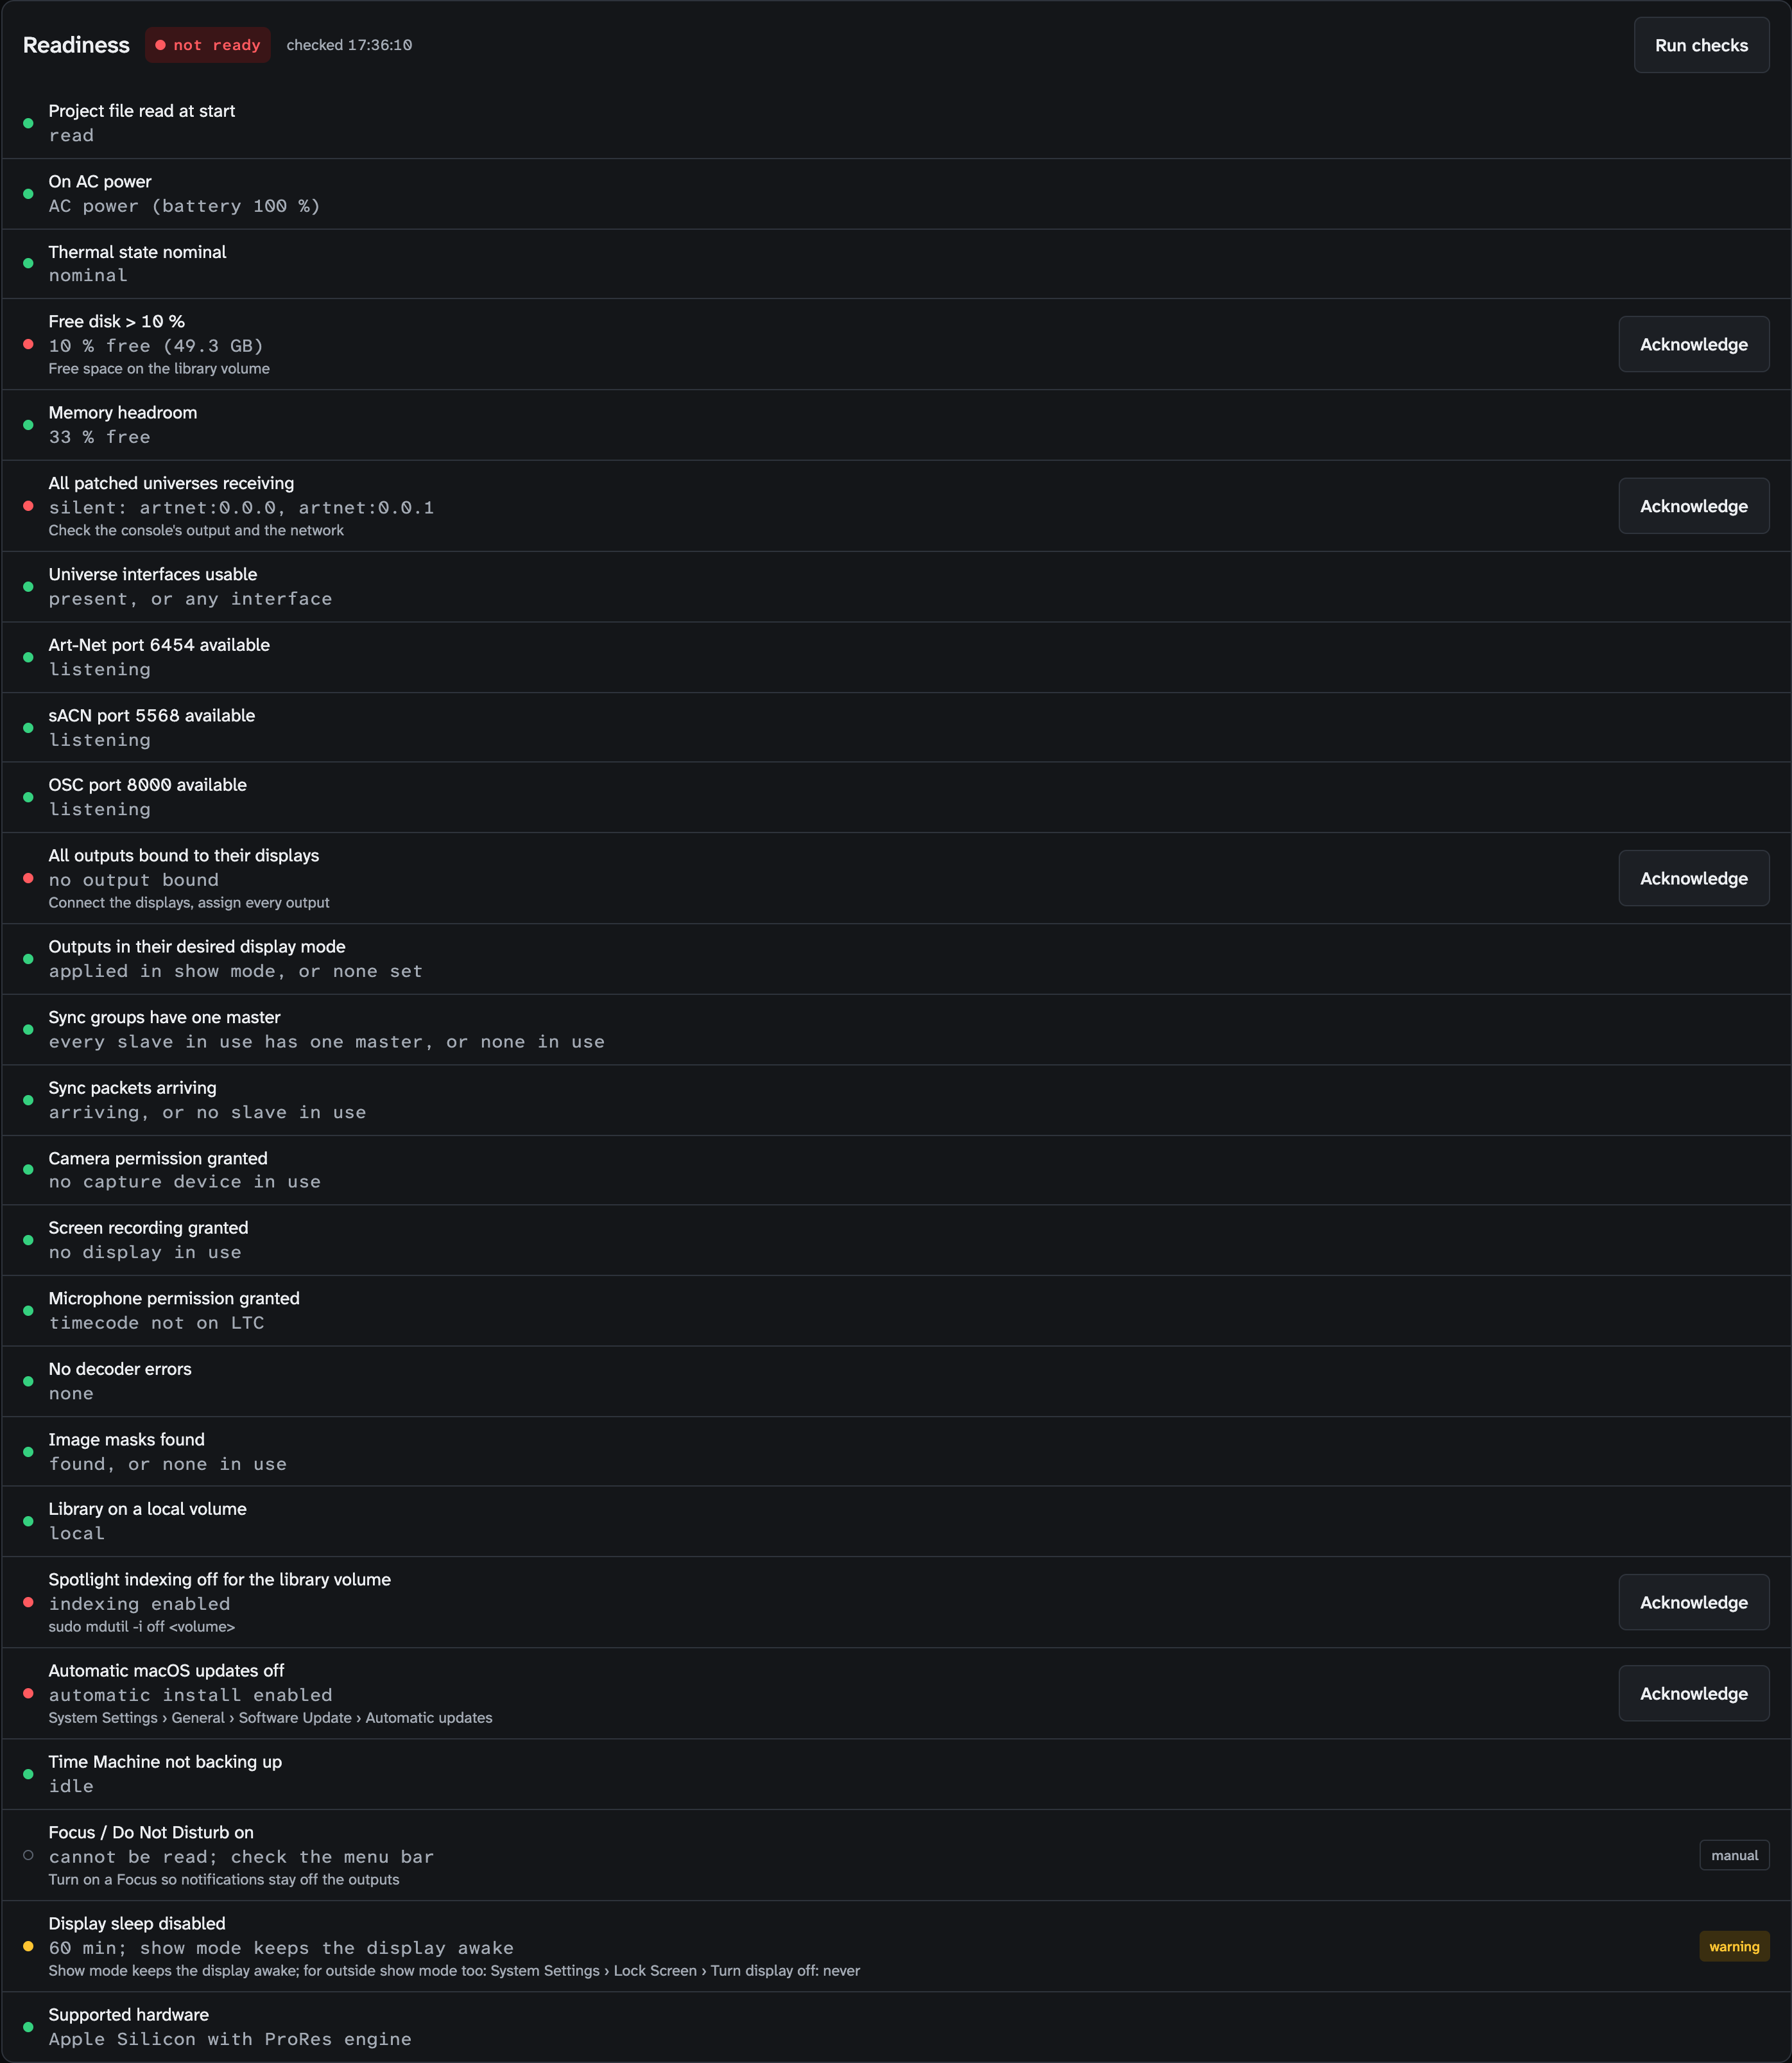 Readiness
not ready
checked 17:36:10
Run checks
Project file read at start
read
On AC power
AC power (battery 100 %)
Thermal state nominal
nominal
Free disk > 10 %
10 % free (49.3 GB)
Free space on the library volume
Acknowledge
Memory headroom
33 % free
All patched universes receiving
silent: artnet:0.0.0, artnet:0.0.1
Check the console's output and the network
Acknowledge
Universe interfaces usable
present, or any interface
Art-Net port 6454 available
listening
sACN port 5568 available
listening
OSC port 8000 available
listening
All outputs bound to their displays
no output bound
Connect the displays, assign every output
Acknowledge
Outputs in their desired display mode
applied in show mode, or none set
Sync groups have one master
every slave in use has one master, or none in use
Sync packets arriving
arriving, or no slave in use
Camera permission granted
no capture device in use
Screen recording granted
no display in use
Microphone permission granted
timecode not on LTC
No decoder errors
none
Image masks found
found, or none in use
Library on a local volume
local
Spotlight indexing off for the library volume
indexing enabled
sudo mdutil -i off <volume>
Acknowledge
Automatic macOS updates off
automatic install enabled
System Settings › General › Software Update › Automatic updates
Acknowledge
Time Machine not backing up
idle
Focus / Do Not Disturb on
cannot be read; check the menu bar
Turn on a Focus so notifications stay off the outputs
manual
Display sleep disabled
60 min; show mode keeps the display awake
Show mode keeps the display awake; for outside show mode too: System Settings › Lock Screen › Turn display off: never
warning
Supported hardware
Apple Silicon with ProRes engine